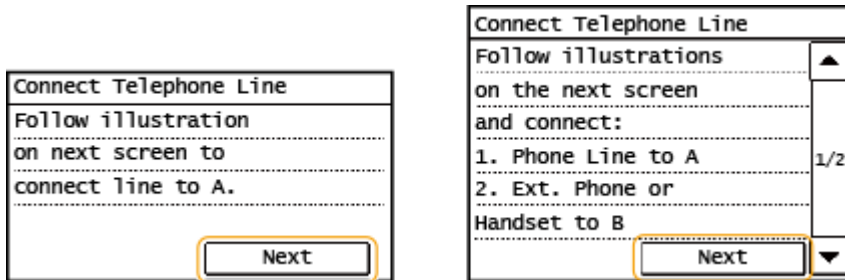 Connect Telephone Line
Follow illustration
on next screen to
connect line to A.
Next
Connect Telephone Line
Follow illustrations
on the next screen
and connect:
1. Phone Line to A
2. Ext. Phone or
Handset to B
1/2
Next